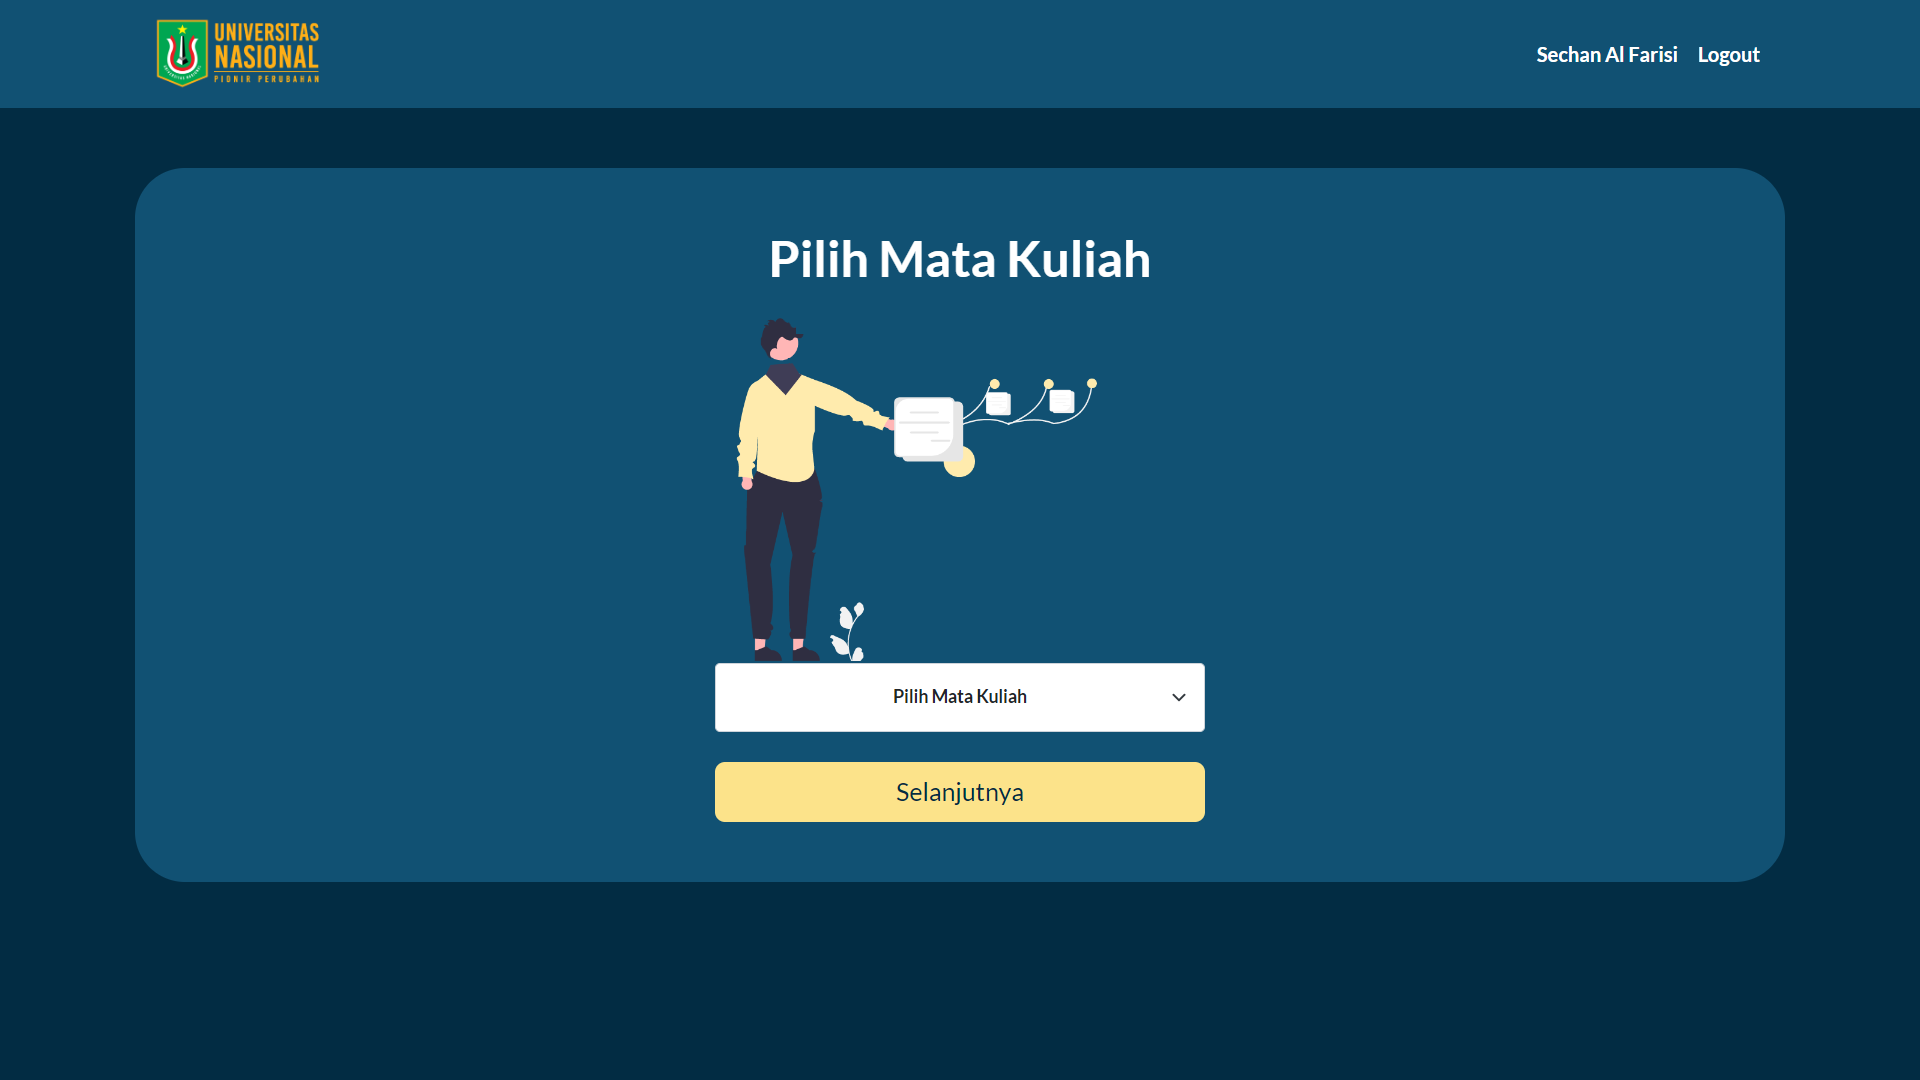 UNIVERSITAS
NASIONAL
PIONIR PERUBAHAN
Sechan Al Farisi Logout
Pilih Mata Kuliah
Pilih Mata Kuliah
Selanjutnya